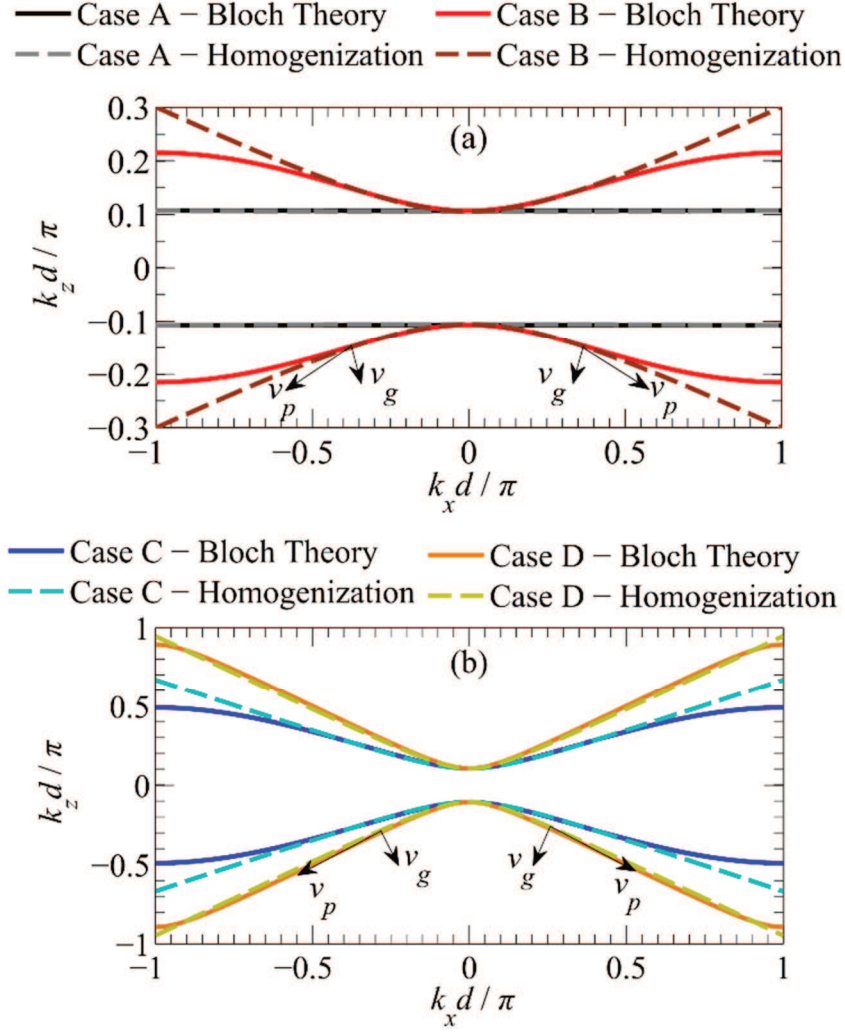 Case A − Bloch Theory Case B − Bloch Theory
Case A − Homogenization Case B − Homogenization
(a)
0.3
0.2
0.1
0
−0.1
−0.2
−0.3
k_z d / π
v_p v_g v_g v_p
−1 −0.5 0 0.5 1
k_x d / π
Case C − Bloch Theory Case D − Bloch Theory
Case C − Homogenization Case D − Homogenization
(b)
1
0.5
0
−0.5
−1
k_z d / π
v_p v_g v_g v_p
−1 −0.5 0 0.5 1
k_x d / π